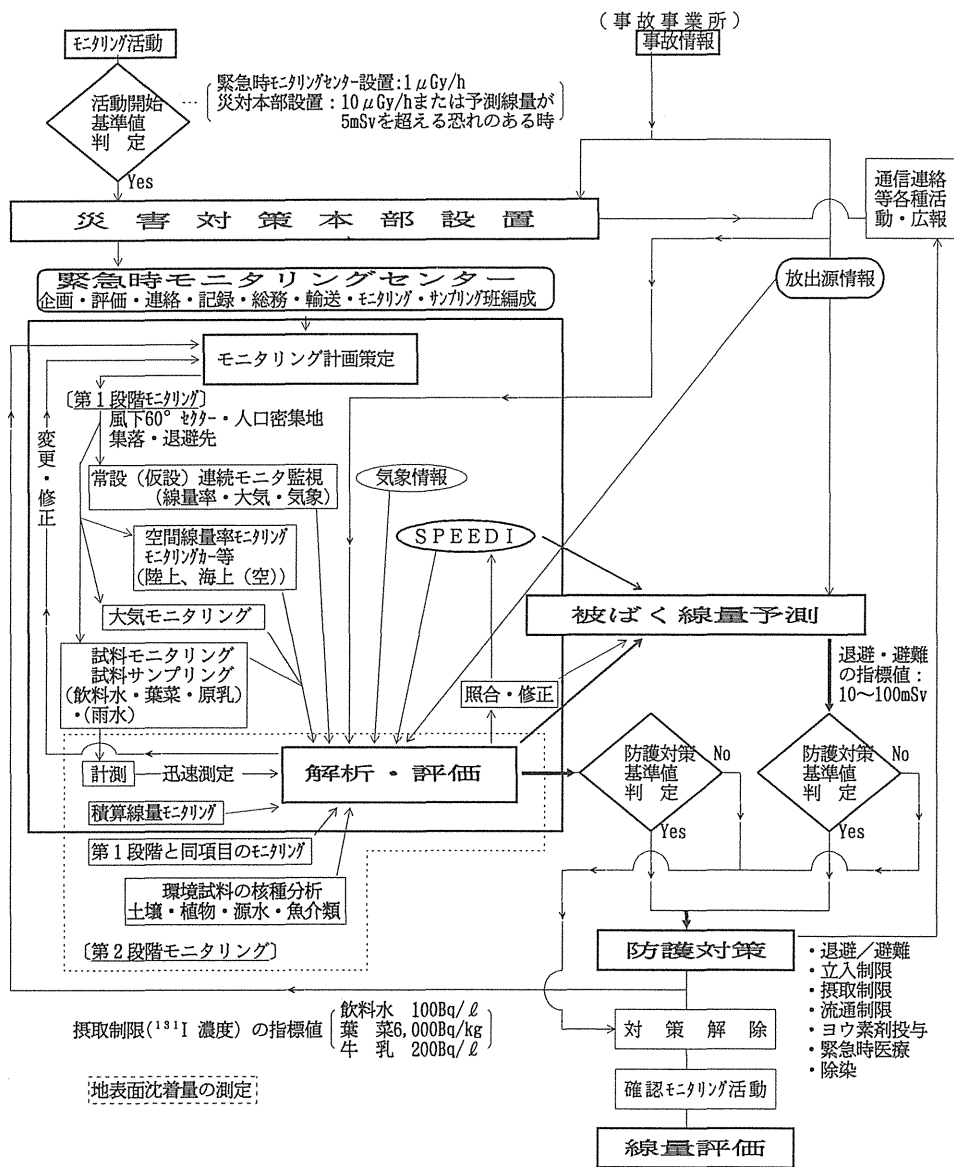 (事故事業所)
事故情報
モニタリング活動
活動開始
基準値
判定
緊急時モニタリングセンター設置:1μGy/h
災対本部設置:10μGy/hまたは予測線量が
5mSvを超える恐れのある時
Yes
通信連絡
等各種活
動・広報
災害対策本部設置
緊急時モニタリングセンター
企画・評価・連絡・記録・総務・輸送・モニタリング・サンプリング班編成
放出源情報
モニタリング計画策定
〔第1段階モニタリング〕
風下60°セクター・人口密集地
集落・退避先
変更・修正
常設(仮設)連続モニタ監視
(線量率・大気・気象)
気象情報
空間線量率モニタリング
モニタリングカー等
(陸上、海上(空))
SPEEDI
大気モニタリング
被ばく線量予測
試料モニタリング
試料サンプリング
(飲料水・葉菜・原乳)
・(雨水)
照合・修正
退避・避難
の指標値:
10~100mSv
計測
迅速測定
解析・評価
防護対策
基準値
判定
No
Yes
防護対策
基準値
判定
No
Yes
積算線量モニタリング
第1段階と同項目のモニタリング
環境試料の核種分析
土壌・植物・源水・魚介類
〔第2段階モニタリング〕
防護対策
・退避/避難
・立入制限
・摂取制限
・流通制限
・ヨウ素剤投与
・緊急時医療
・除染
摂取制限(¹³¹I 濃度)の指標値
飲料水 100Bq/ℓ
葉 菜6,000Bq/kg
牛 乳 200Bq/ℓ
対策解除
地表面沈着量の測定
確認モニタリング活動
線量評価